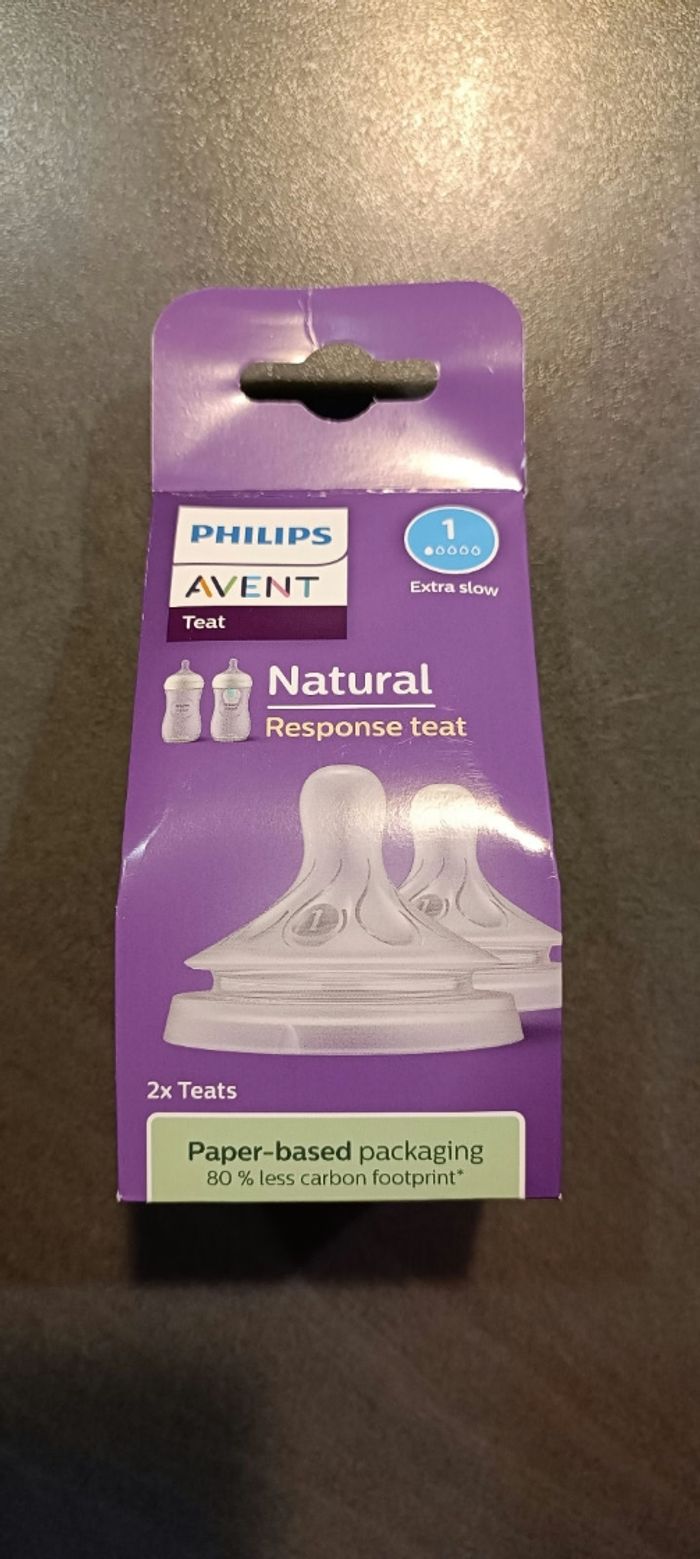 PHILIPS
AVENT
Teat
1
Extra slow
Natural
Response teat
1
1
2x Teats
Paper-based packaging
80 % less carbon footprint*